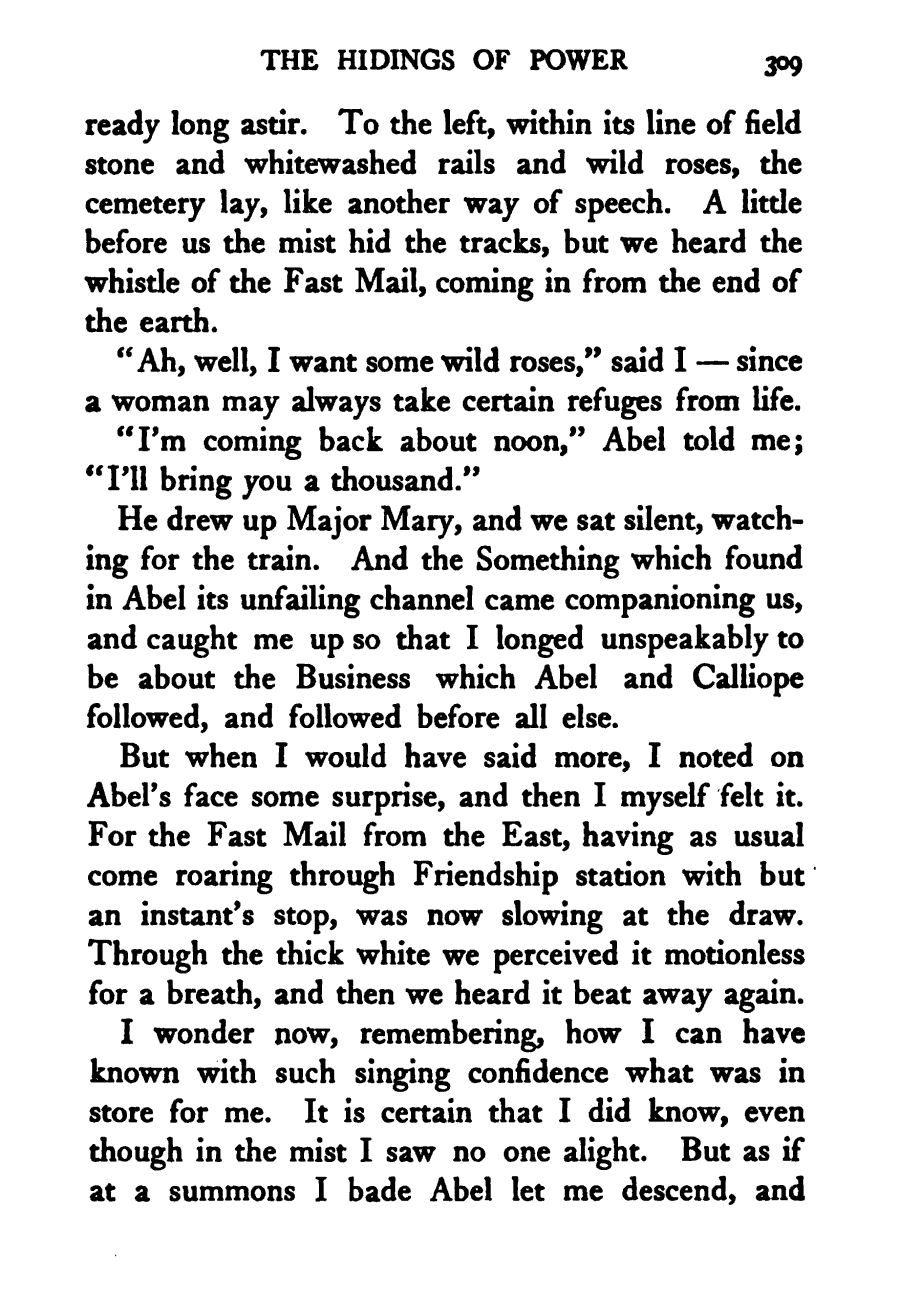 THE HIDINGS OF POWER 309
ready long astir. To the left, within its line of field
stone and whitewashed rails and wild roses, the
cemetery lay, like another way of speech. A little
before us the mist hid the tracks, but we heard the
whistle of the Fast Mail, coming in from the end of
the earth.
“Ah, well, I want some wild roses,” said I — since
a woman may always take certain refuges from life.
“I’m coming back about noon,” Abel told me;
“I’ll bring you a thousand.”
He drew up Major Mary, and we sat silent, watch-
ing for the train. And the Something which found
in Abel its unfailing channel came companioning us,
and caught me up so that I longed unspeakably to
be about the Business which Abel and Calliope
followed, and followed before all else.
But when I would have said more, I noted on
Abel’s face some surprise, and then I myself felt it.
For the Fast Mail from the East, having as usual
come roaring through Friendship station with but
an instant’s stop, was now slowing at the draw.
Through the thick white we perceived it motionless
for a breath, and then we heard it beat away again.
I wonder now, remembering, how I can have
known with such singing confidence what was in
store for me. It is certain that I did know, even
though in the mist I saw no one alight. But as if
at a summons I bade Abel let me descend, and